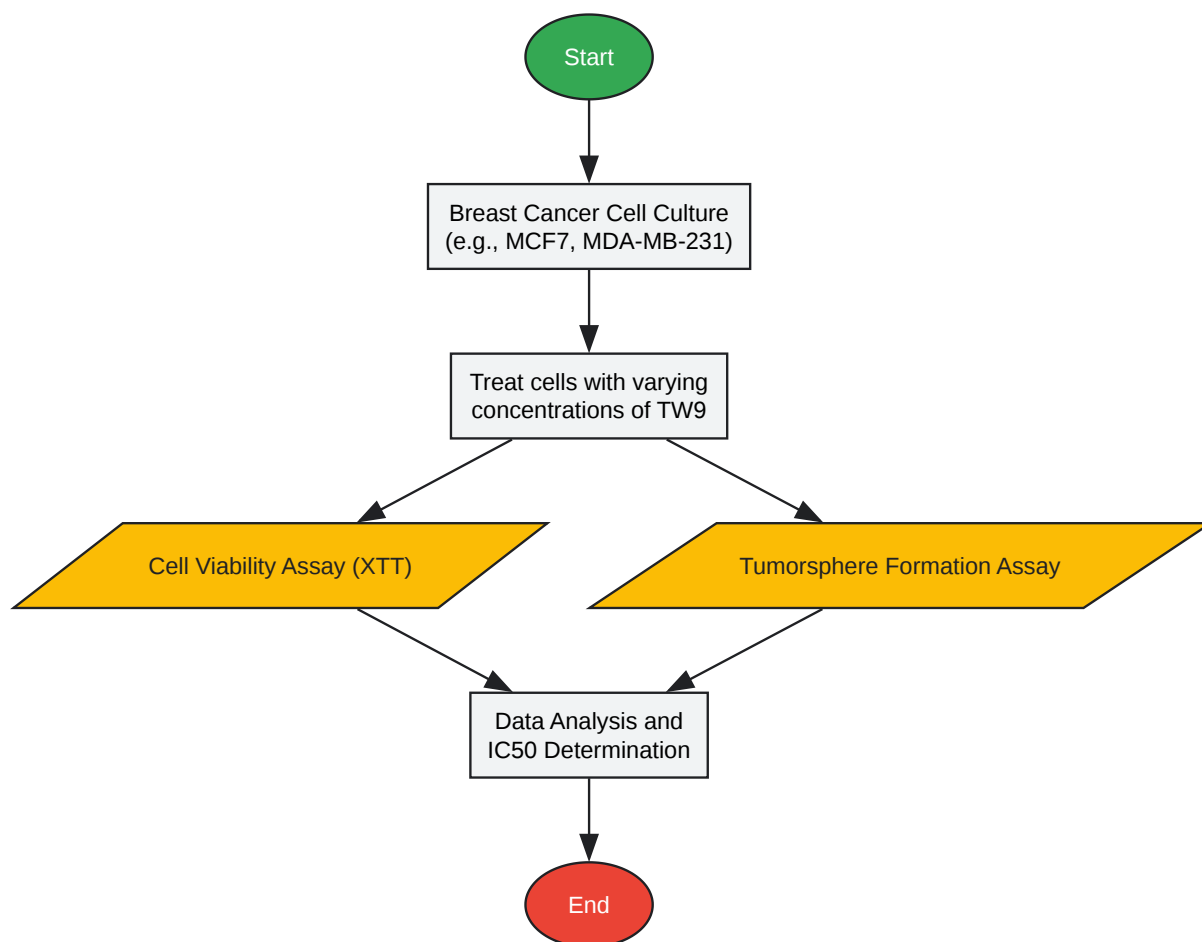 Start
Breast Cancer Cell Culture
(e.g., MCF7, MDA-MB-231)
Treat cells with varying
concentrations of TW9
Cell Viability Assay (XTT)
Tumorsphere Formation Assay
Data Analysis and
IC50 Determination
End